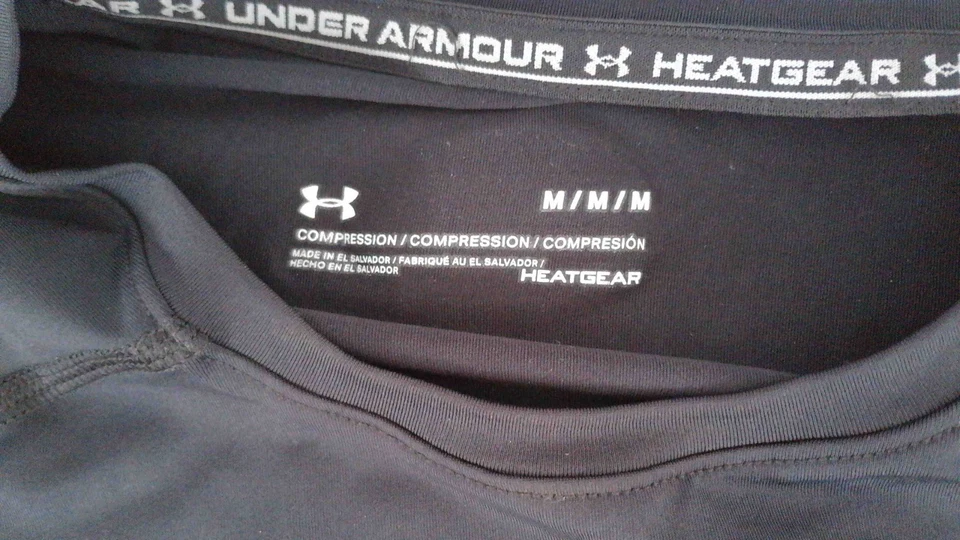 AR UNDER ARMOUR HEATGEAR
M/M/M
COMPRESSION / COMPRESSION / COMPRESIÓN
MADE IN EL SALVADOR / FABRIQUÉ AU EL SALVADOR /
HECHO EN EL SALVADOR
HEATGEAR